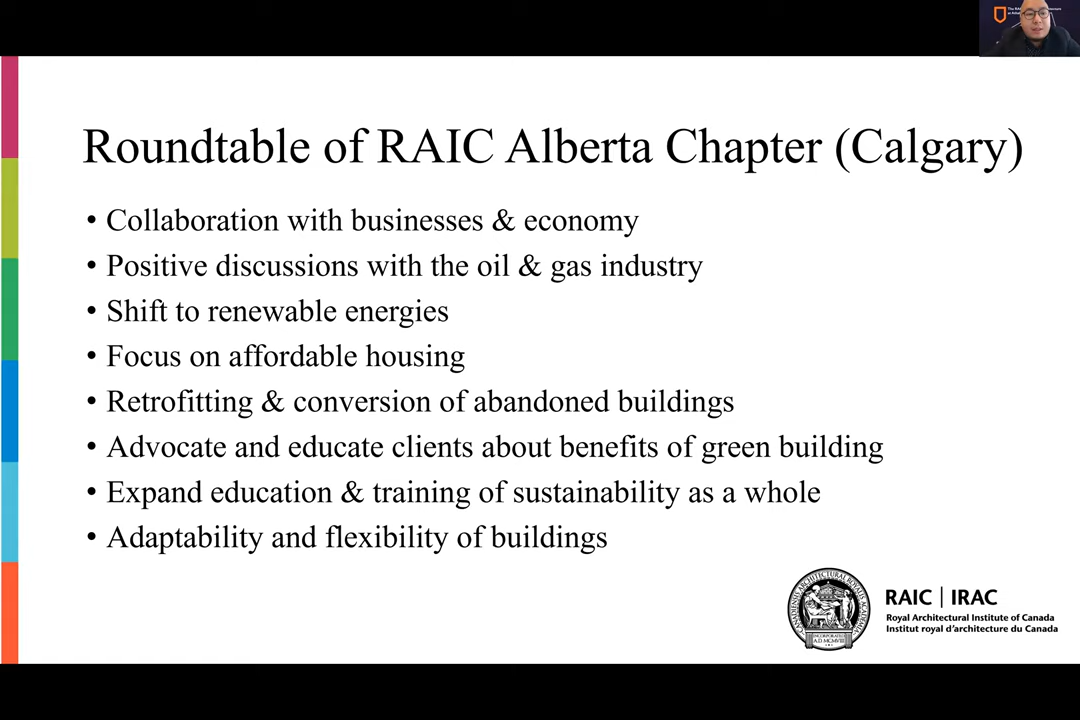 Roundtable of RAIC Alberta Chapter (Calgary)
• Collaboration with businesses & economy
• Positive discussions with the oil & gas industry
• Shift to renewable energies
• Focus on affordable housing
• Retrofitting & conversion of abandoned buildings
• Advocate and educate clients about benefits of green building
• Expand education & training of sustainability as a whole
• Adaptability and flexibility of buildings
RAIC | IRAC
Royal Architectural Institute of Canada
Institut royal d'architecture du Canada
INCORPORATED
A.D. MCMVIII